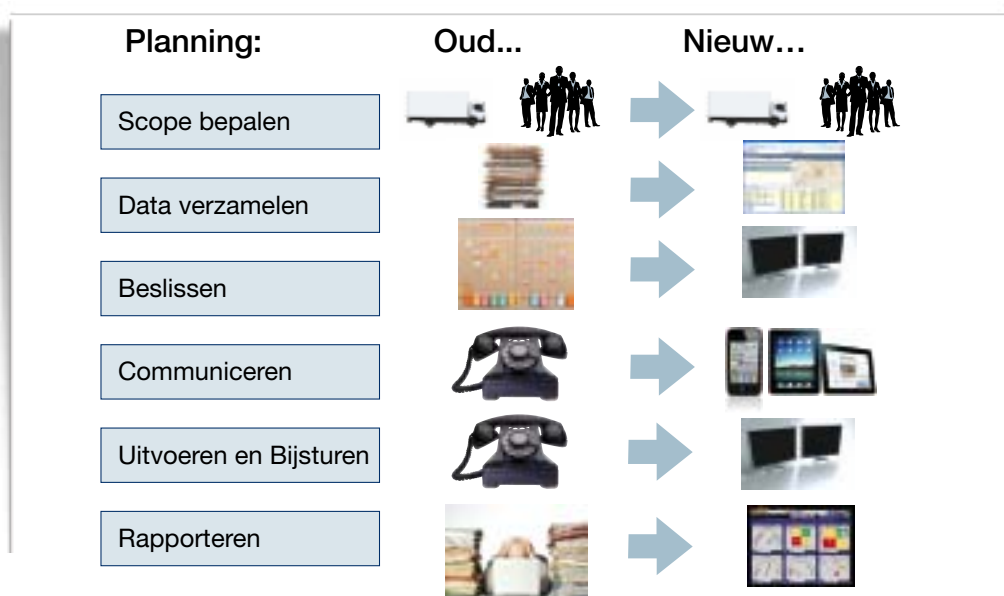 Planning:
Oud...
Nieuw...
Scope bepalen
Data verzamelen
Beslissen
Communiceren
Uitvoeren en Bijsturen
Rapporteren